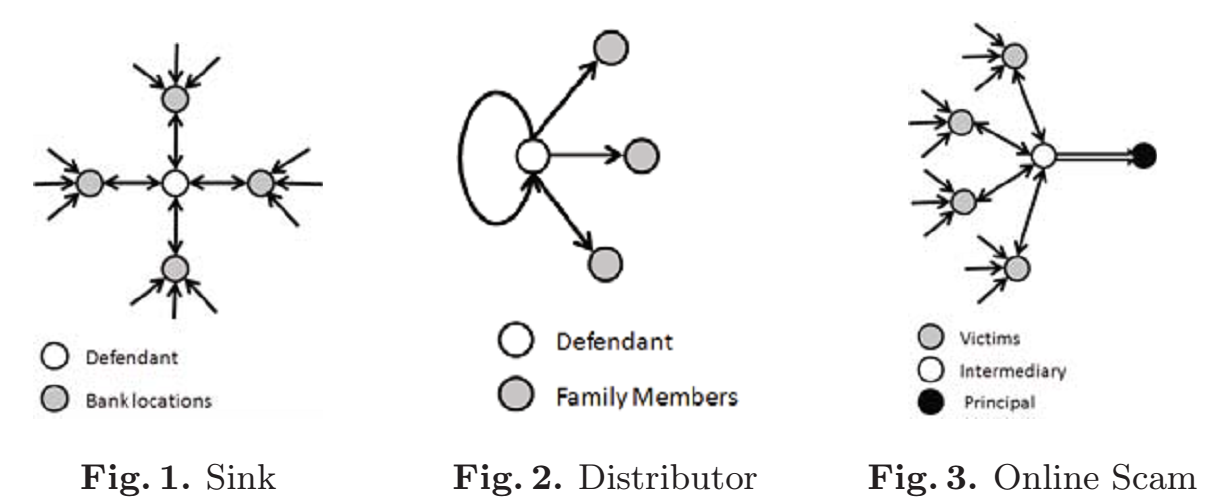 Defendant
Bank locations
Fig. 1. Sink
Defendant
Family Members
Fig. 2. Distributor
Victims
Intermediary
Principal
Fig. 3. Online Scam